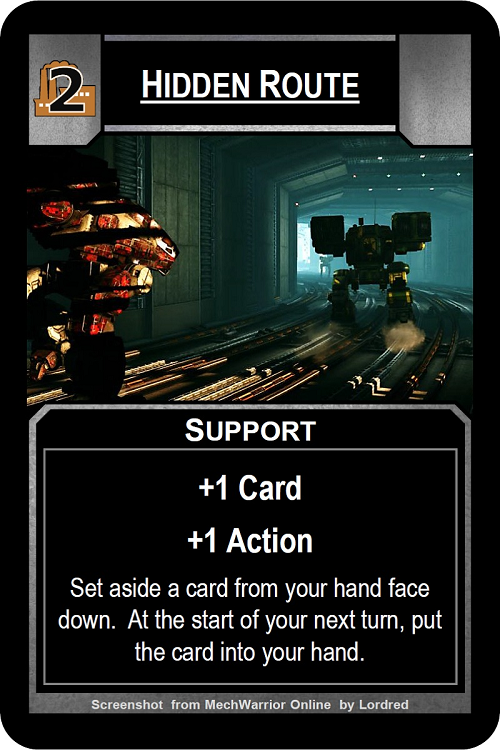 2
HIDDEN ROUTE
SUPPORT
+1 Card
+1 Action
Set aside a card from your hand face
down.  At the start of your next turn, put
the card into your hand.
Screenshot  from MechWarrior Online  by Lordred